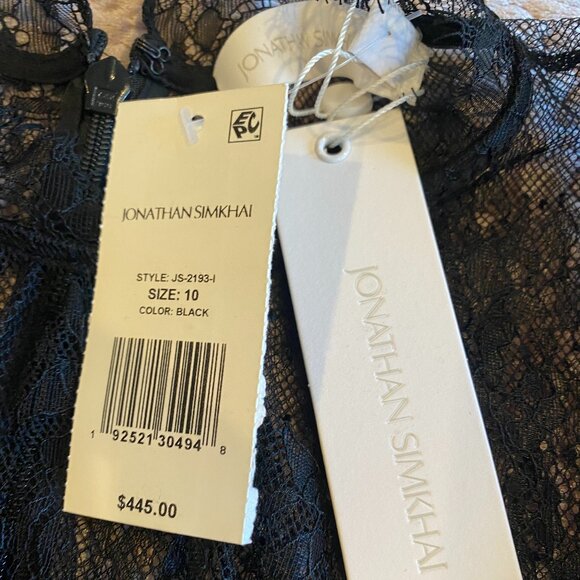 JONATHAN SIMKHAI
EPC
JONATHAN SIMKHAI
STYLE: JS-2193-I
SIZE: 10
COLOR: BLACK
1 92521 30494 8
$445.00
JONATHAN SIMKHAI